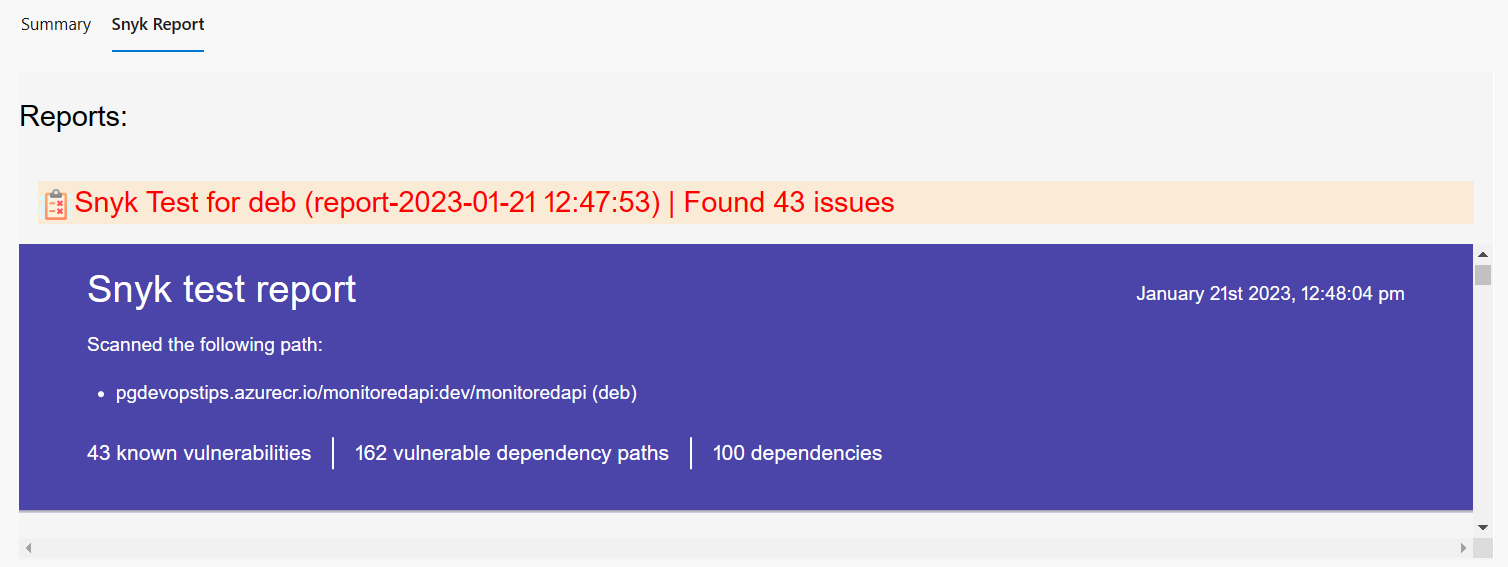 Summary Snyk Report
Reports:
Snyk Test for deb (report-2023-01-21 12:47:53) | Found 43 issues
Snyk test report
January 21st 2023, 12:48:04 pm
Scanned the following path:
• pgdevopstips.azurecr.io/monitoredapi:dev/monitoredapi (deb)
43 known vulnerabilities 162 vulnerable dependency paths 100 dependencies